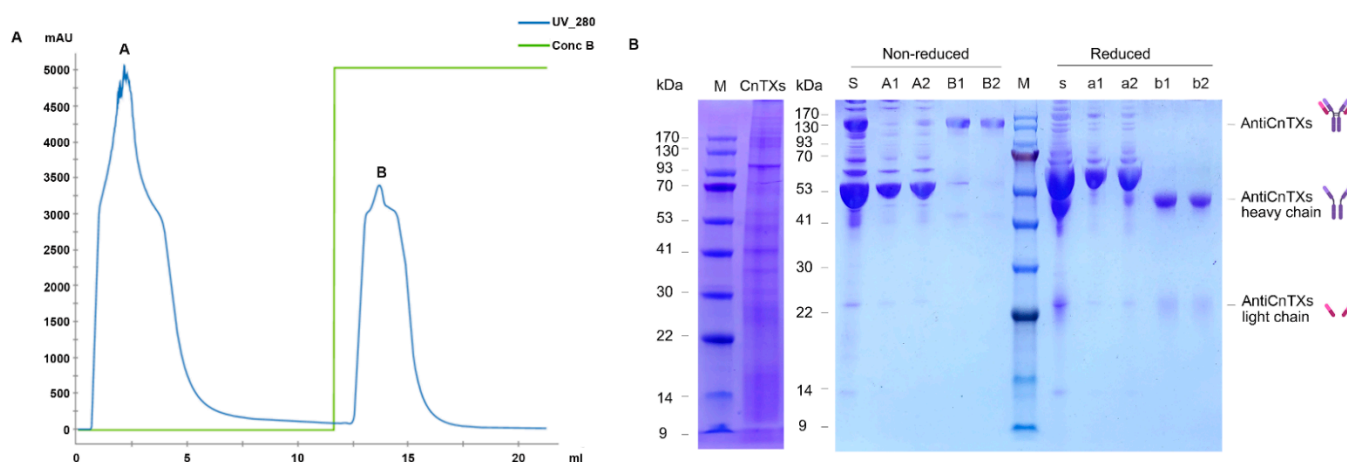 A
mAU
UV_280
Conc B
A
B
5000
4500
4000
3500
3000
2500
2000
1500
1000
500
0
0 5 10 15 20 ml
B
Non-reduced Reduced
kDa M CnTXs
170
130
93
70
53
41
30
22
14
9
kDa S A1 A2 B1 B2 M s a1 a2 b1 b2
170
130
93
70
53
41
30
22
14
9
AntiCnTXs
AntiCnTXs
heavy chain
AntiCnTXs
light chain